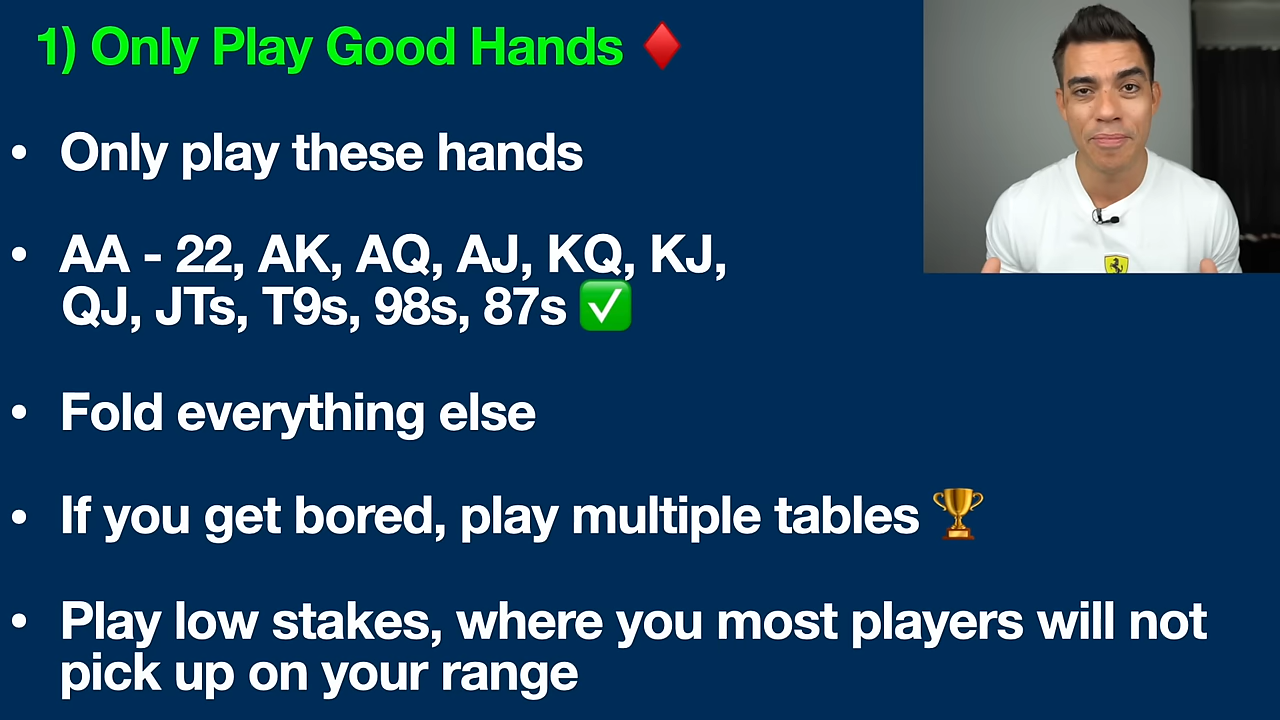 1) Only Play Good Hands ♦️
• Only play these hands
• AA - 22, AK, AQ, AJ, KQ, KJ,
QJ, JTs, T9s, 98s, 87s ✅
• Fold everything else
• If you get bored, play multiple tables 🏆
• Play low stakes, where you most players will not
pick up on your range